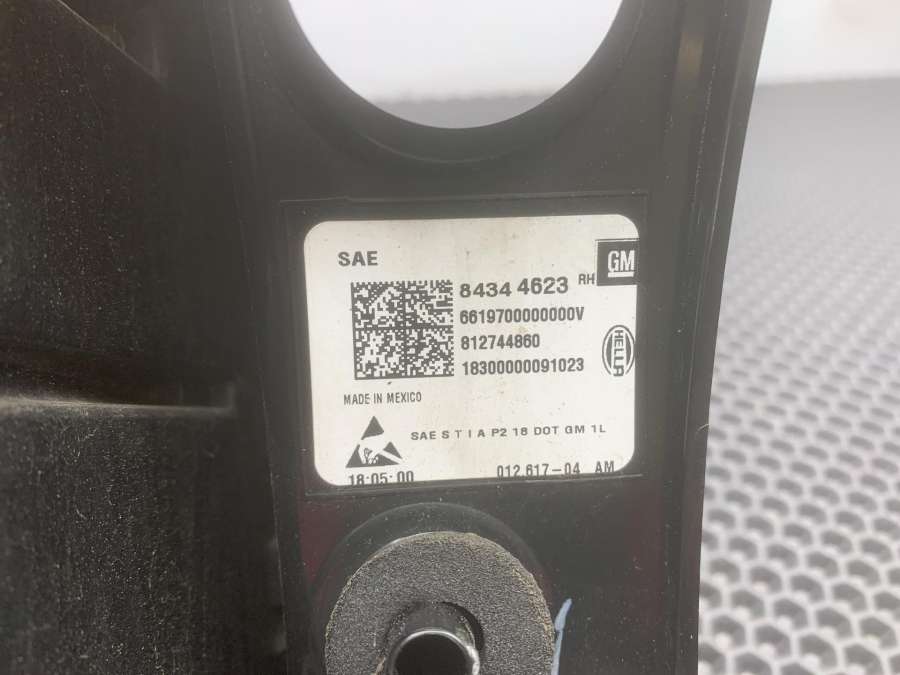 SAE
GM
8434 4623 RH
6619700000000V
812744860
HELLA
18300000091023
MADE IN MEXICO
SAE S T I A P2 18 DOT GM 1L
18:05:00
012.617-04 AM